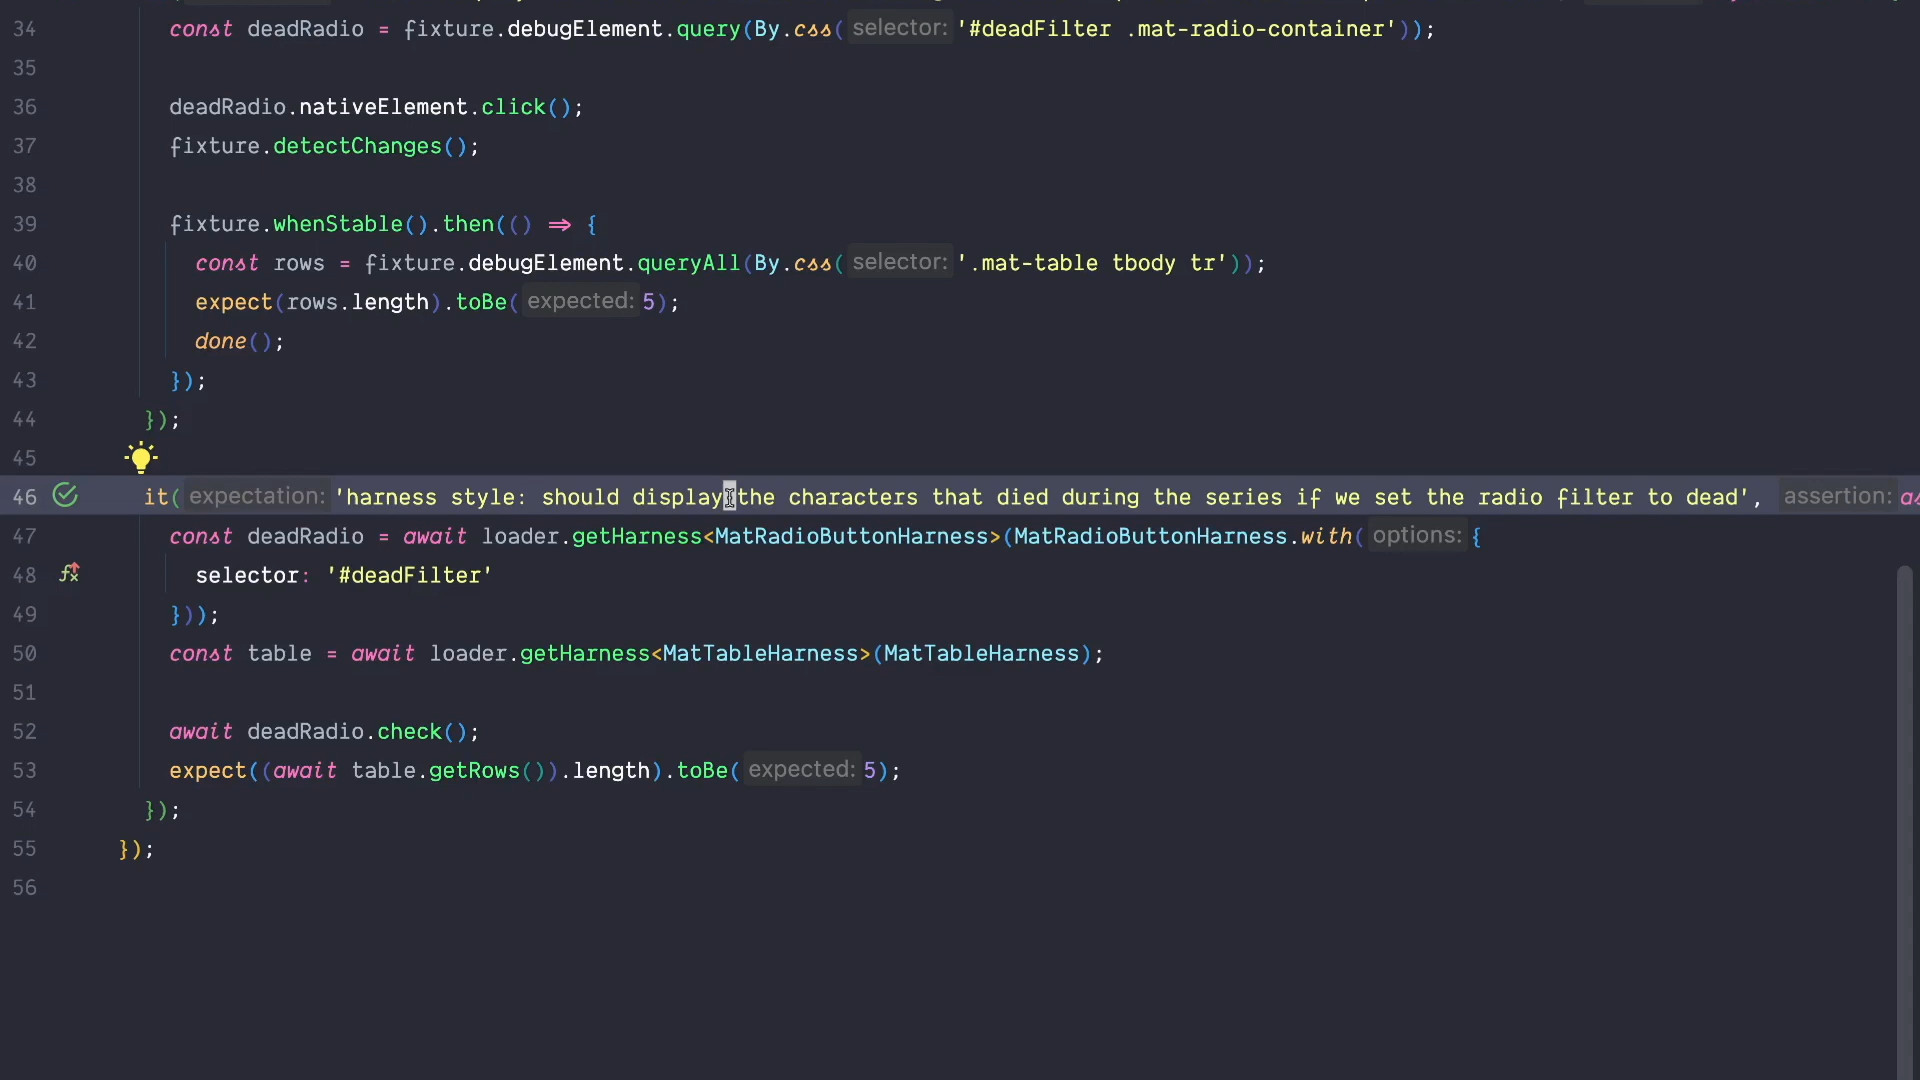 34 const deadRadio = fixture.debugElement.query(By.css( selector: '#deadFilter .mat-radio-container'));
35
36 deadRadio.nativeElement.click();
37 fixture.detectChanges();
38
39 fixture.whenStable().then(() => {
40 const rows = fixture.debugElement.queryAll(By.css( selector: '.mat-table tbody tr'));
41 expect(rows.length).toBe( expected: 5);
42 done();
43 });
44 });
45
46 it( expectation: 'harness style: should display the characters that died during the series if we set the radio filter to dead', assertion: as
47 const deadRadio = await loader.getHarness<MatRadioButtonHarness>(MatRadioButtonHarness.with( options: {
48 selector: '#deadFilter'
49 }));
50 const table = await loader.getHarness<MatTableHarness>(MatTableHarness);
51
52 await deadRadio.check();
53 expect((await table.getRows()).length).toBe( expected: 5);
54 });
55 });
56